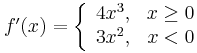 f'(x) = { 4x³, x ≥ 0
3x², x < 0